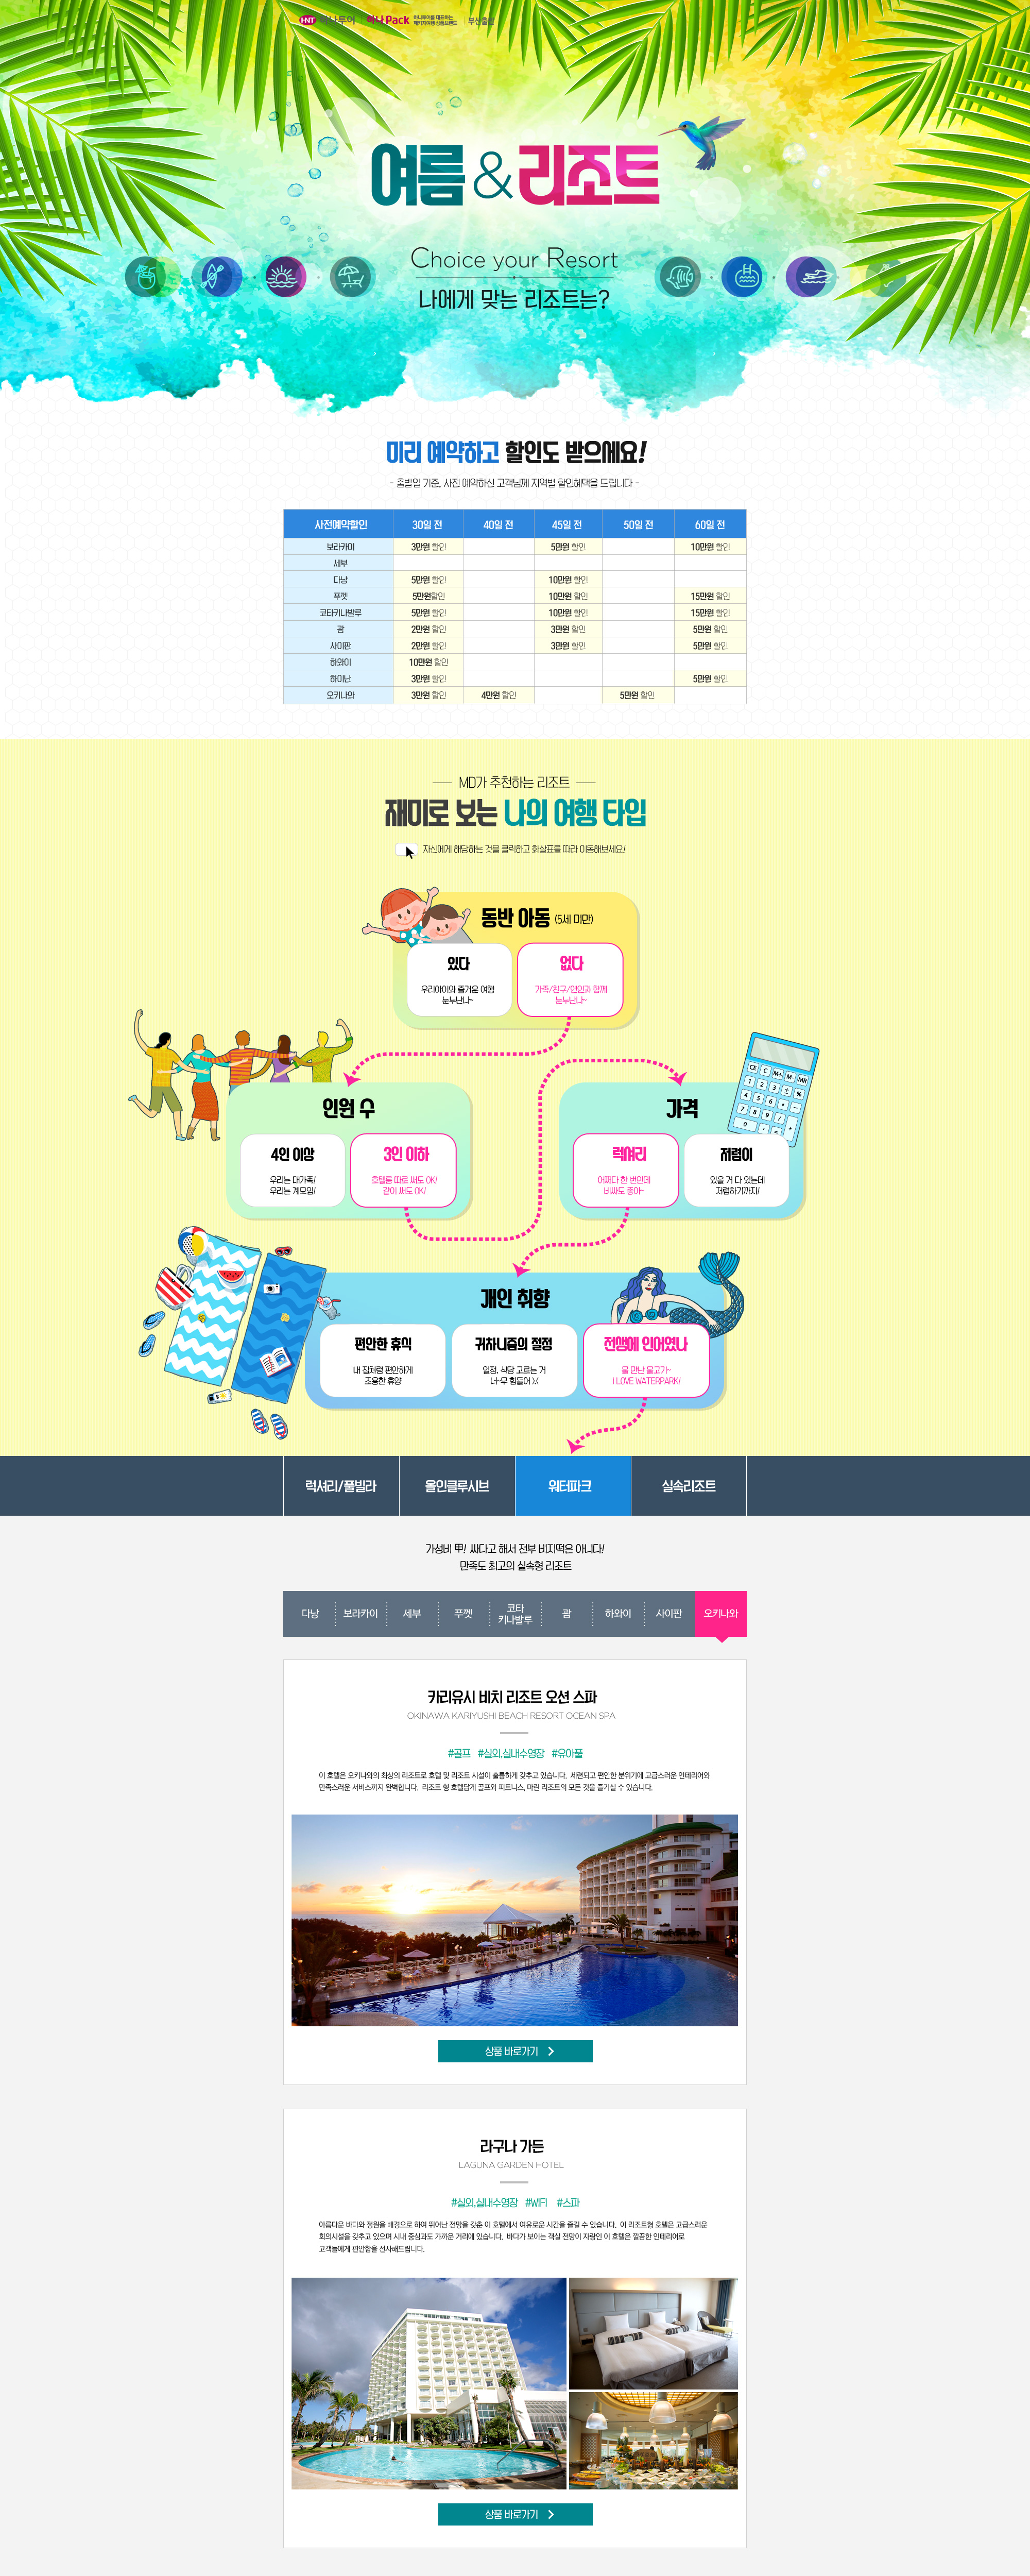 HNT 하나투어 하나Pack 하나투어를 대표하는
패키지여행 상품브랜드
부산출발
여름&리조트
Choice your Resort
나에게 맞는 리조트는?
미리 예약하고 할인도 받으세요!
- 출발일 기준, 사전 예약하신 고객님께 지역별 할인혜택을 드립니다 -
사전예약할인 30일 전 40일 전 45일 전 50일 전 60일 전
보라카이 3만원 할인 5만원 할인 10만원 할인
세부
다낭 5만원 할인 10만원 할인
푸켓 5만원할인 10만원 할인 15만원 할인
코타키나발루 5만원 할인 10만원 할인 15만원 할인
괌 2만원 할인 3만원 할인 5만원 할인
사이판 2만원 할인 3만원 할인 5만원 할인
하와이 10만원 할인
하이난 3만원 할인 5만원 할인
오키나와 3만원 할인 4만원 할인 5만원 할인
MD가 추천하는 리조트
재미로 보는 나의 여행 타입
자신에게 해당하는 것을 클릭하고 화살표를 따라 이동해보세요!
동반 아동 (5세 미만)
있다
우리아이와 즐거운 여행
눈누난나~
없다
가족/친구/연인과 함께
눈누난나~
인원 수
4인 이상
우리는 대가족!
우리는 계모임!
3인 이하
호텔룸 따로 써도 OK!
같이 써도 OK!
가격
럭셔리
어쩌다 한 번인데
비싸도 좋아~
저렴이
있을 거 다 있는데
저렴하기까지!
CE C M+ M- MR
1 2 3 ± %
4 5 6 • −
7 8 9 ÷ +
0 . =
개인 취향
편안한 휴식
내 집처럼 편안하게
조용한 휴양
귀차니즘의 절정
일정, 식당 고르는 거
너~무 힘들어 >.<
전생에 인어였나
물 만난 물고기~
I LOVE WATERPARK!
럭셔리/풀빌라 올인클루시브 워터파크 실속리조트
가성비 甲! 싸다고 해서 전부 비지떡은 아니다!
만족도 최고의 실속형 리조트
다낭 보라카이 세부 푸껫 코타
키나발루 괌 하와이 사이판 오키나와
카리유시 비치 리조트 오션 스파
OKINAWA KARIYUSHI BEACH RESORT OCEAN SPA
#골프 #실외,실내수영장 #유아풀
이 호텔은 오키나와의 최상의 리조트로 호텔 및 리조트 시설이 훌륭하게 갖추고 있습니다. 세련되고 편안한 분위기에 고급스러운 인테리어와
만족스러운 서비스까지 완벽합니다. 리조트 형 호텔답게 골프와 피트니스, 마린 리조트의 모든 것을 즐기실 수 있습니다.
상품 바로가기 >
라구나 가든
LAGUNA GARDEN HOTEL
#실외,실내수영장 #WIFI #스파
아름다운 바다와 정원을 배경으로 하여 뛰어난 전망을 갖춘 이 호텔에서 여유로운 시간을 즐길 수 있습니다. 이 리조트형 호텔은 고급스러운
회의시설을 갖추고 있으며 시내 중심과도 가까운 거리에 있습니다. 바다가 보이는 객실 전망이 자랑인 이 호텔은 깔끔한 인테리어로
고객들에게 편안함을 선사해드립니다.
상품 바로가기 >